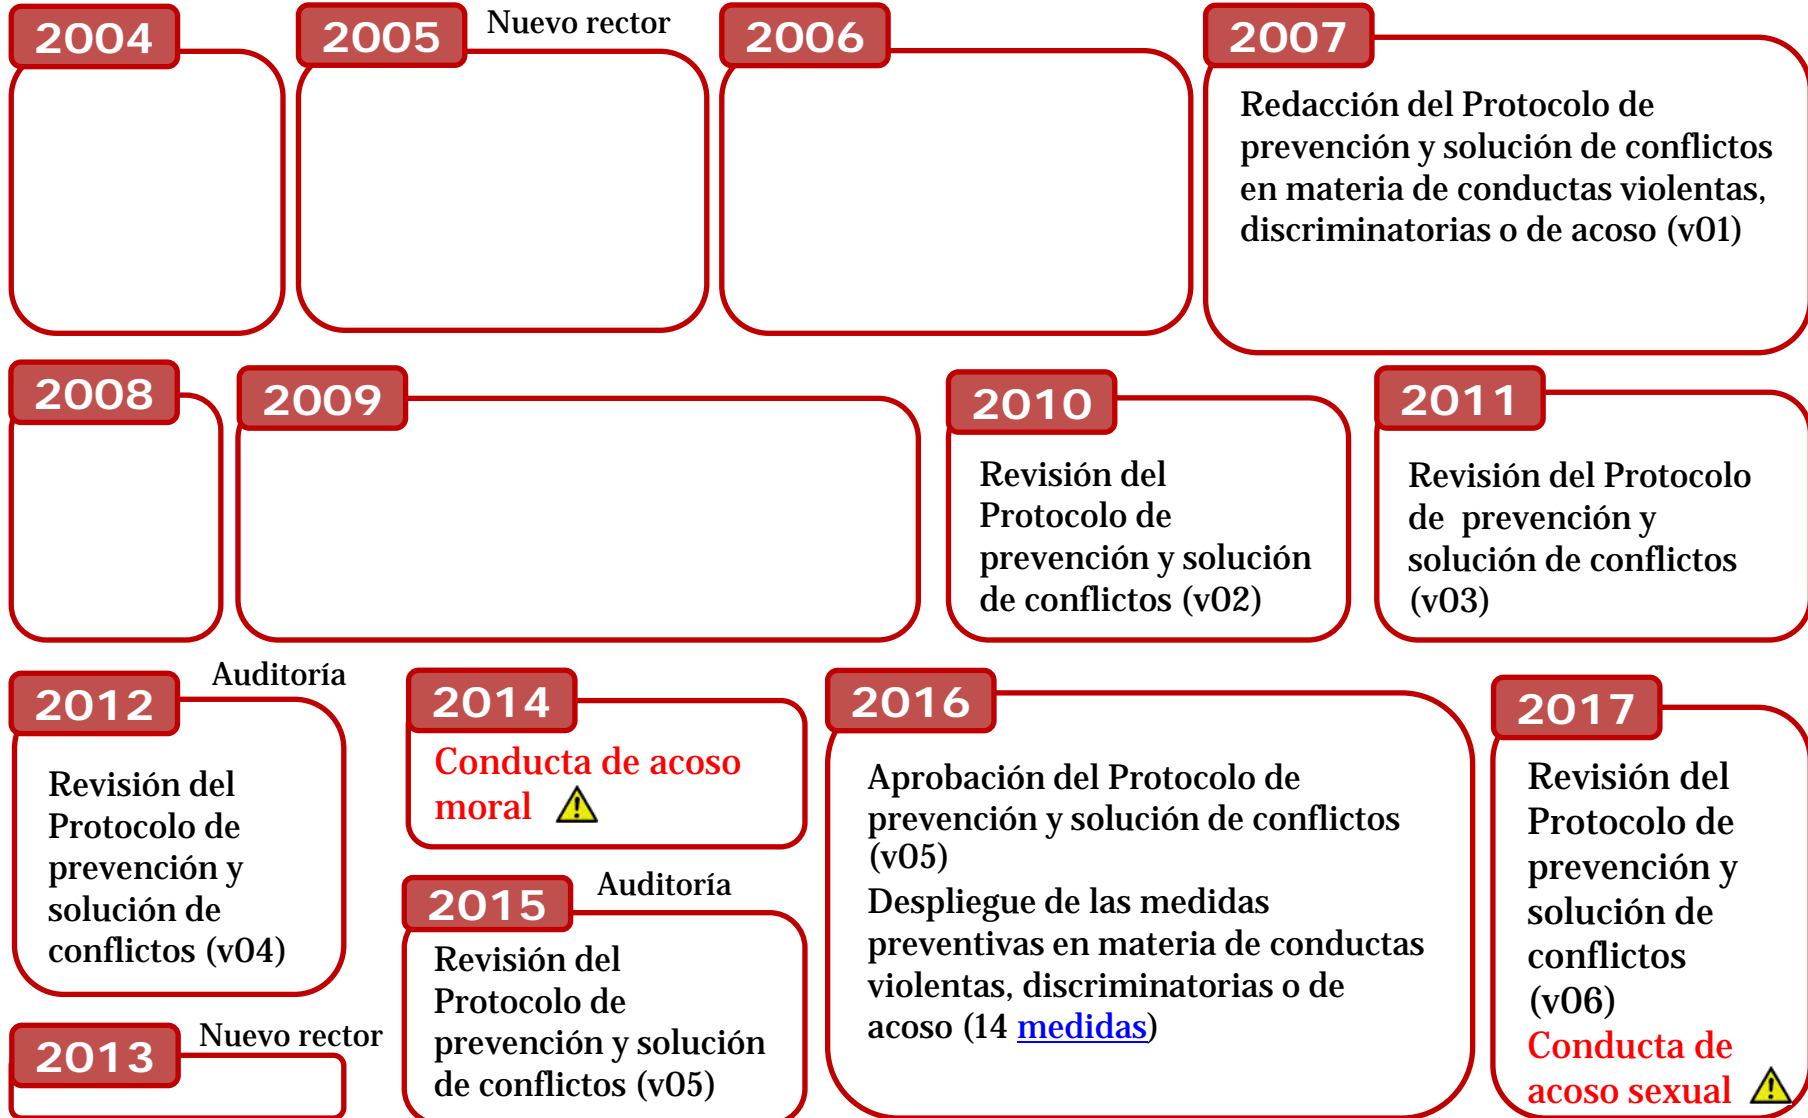 2004
2005
Nuevo rector
2006
2007
Redacción del Protocolo de
prevención y solución de conflictos
en materia de conductas violentas,
discriminatorias o de acoso (v01)
2008
2009
2010
Revisión del
Protocolo de
prevención y solución
de conflictos (v02)
2011
Revisión del Protocolo
de prevención y
solución de conflictos
(v03)
2012
Auditoría
Revisión del
Protocolo de
prevención y
solución de
conflictos (v04)
2013
Nuevo rector
2014
Conducta de acoso
moral
2015
Auditoría
Revisión del
Protocolo de
prevención y solución
de conflictos (v05)
2016
Aprobación del Protocolo de
prevención y solución de conflictos
(v05)
Despliegue de las medidas
preventivas en materia de conductas
violentas, discriminatorias o de
acoso (14 medidas)
2017
Revisión del
Protocolo de
prevención y
solución de
conflictos
(v06)
Conducta de
acoso sexual